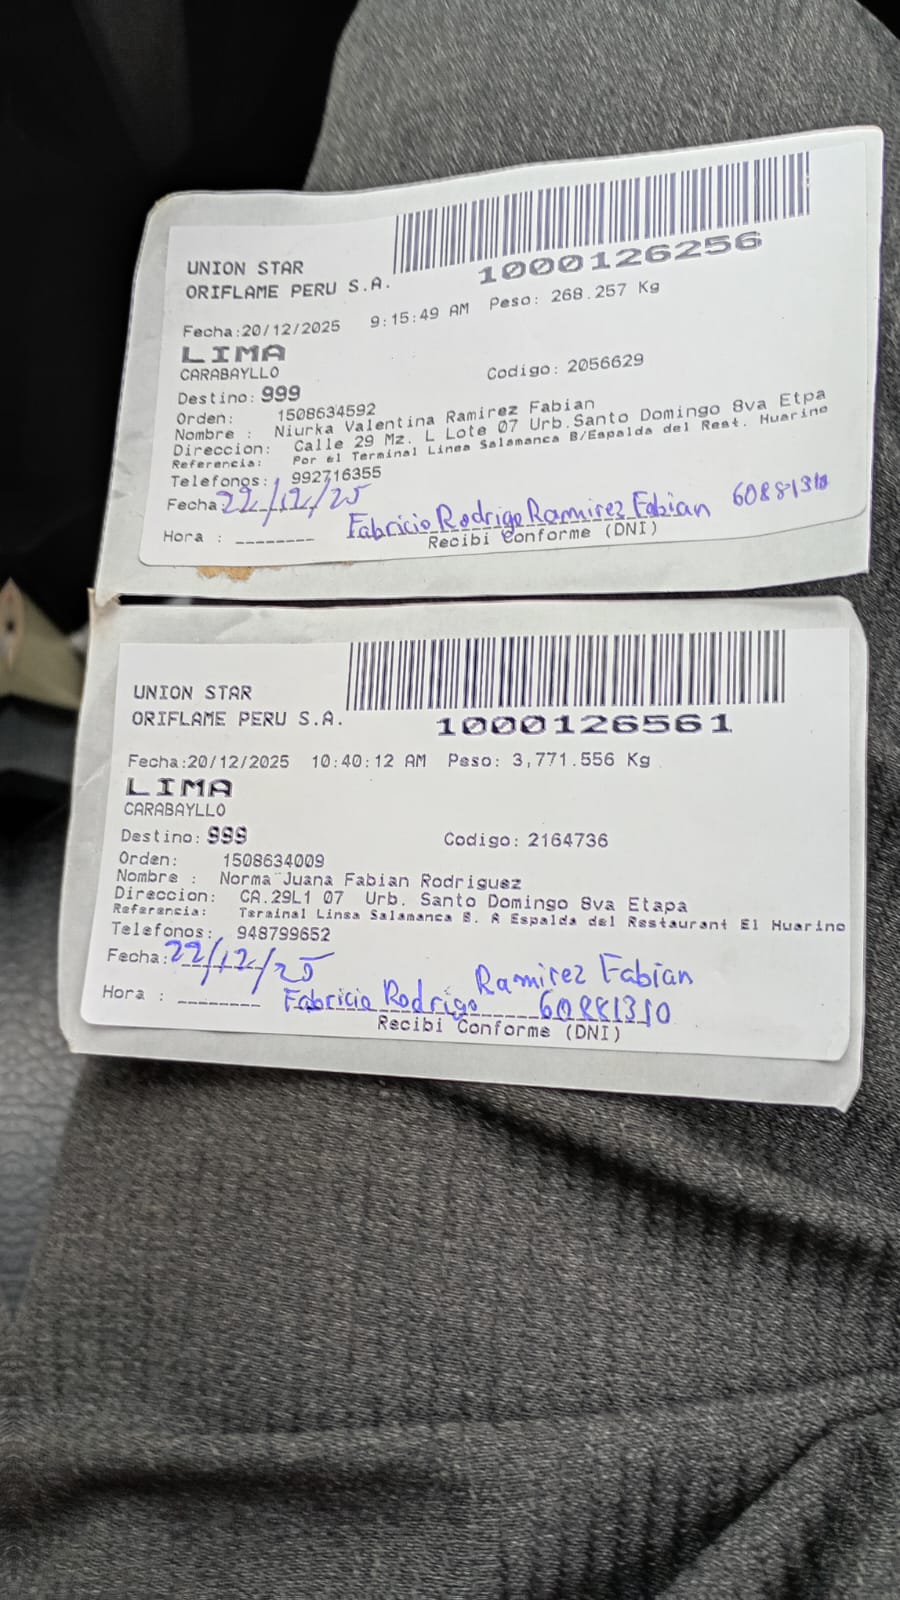 UNION STAR
ORIFLAME PERU S.A.
1000126256
Fecha:20/12/2025 9:15:49 AM Peso: 268.257 Kg
LIMA
CARABAYLLO
Destino: 999 Codigo: 2056629
Orden: 1508634592
Nombre : Niurka Valentina Ramirez Fabian
Direccion: Calle 29 Mz. L Lote 07 Urb.Santo Domingo 8va Etpa
Referencia: Por el Terminal Linea Salamanca B/Espalda del Rest. Huarino
Telefonos: 992716355
Fecha 22/12/25
Fabricio Rodrigo Ramirez Fabian 60881310
Hora : ________
Recibi Conforme (DNI)
UNION STAR
ORIFLAME PERU S.A.
1000126561
Fecha:20/12/2025 10:40:12 AM Peso: 3,771.556 Kg
LIMA
CARABAYLLO
Destino: 999 Codigo: 2164736
Orden: 1508634009
Nombre : Norma Juana Fabian Rodriguez
Direccion: CA.29L1 07 Urb. Santo Domingo 8va Etapa
Referencia: Terminal Linea Salamanca B. A Espalda del Restaurant El Huarino
Telefonos: 948799652
Fecha: 22/12/25
Ramirez Fabian
Hora : ________ Fabricio Rodrigo 60881310
Recibi Conforme (DNI)